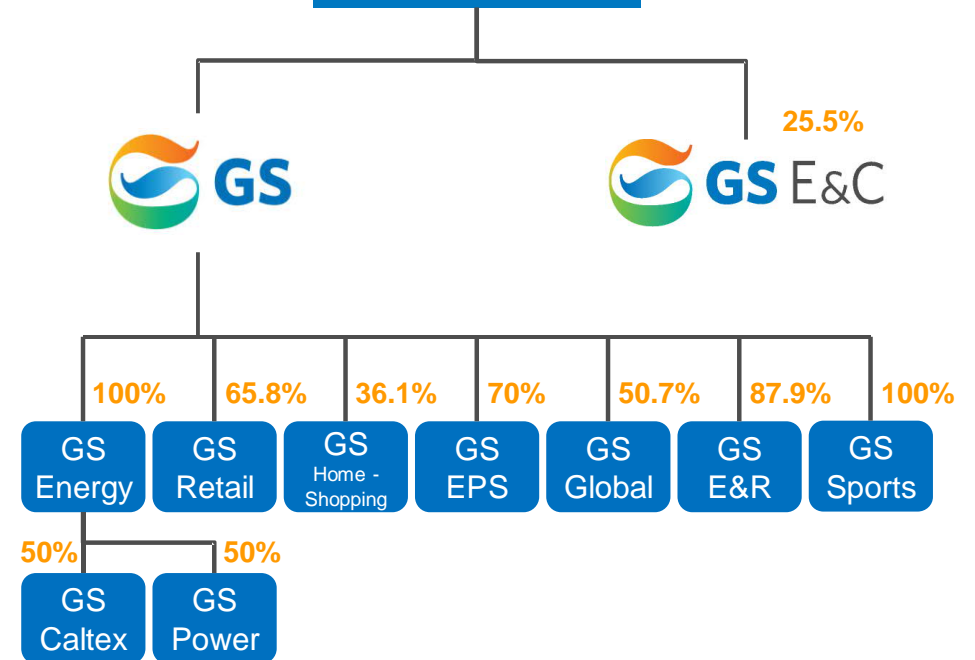 25.5%
GS
GS E&C
100%
65.8%
36.1%
70%
50.7%
87.9%
100%
GS
Energy
GS
Retail
GS
Home -
Shopping
GS
EPS
GS
Global
GS
E&R
GS
Sports
50%
50%
GS
Caltex
GS
Power